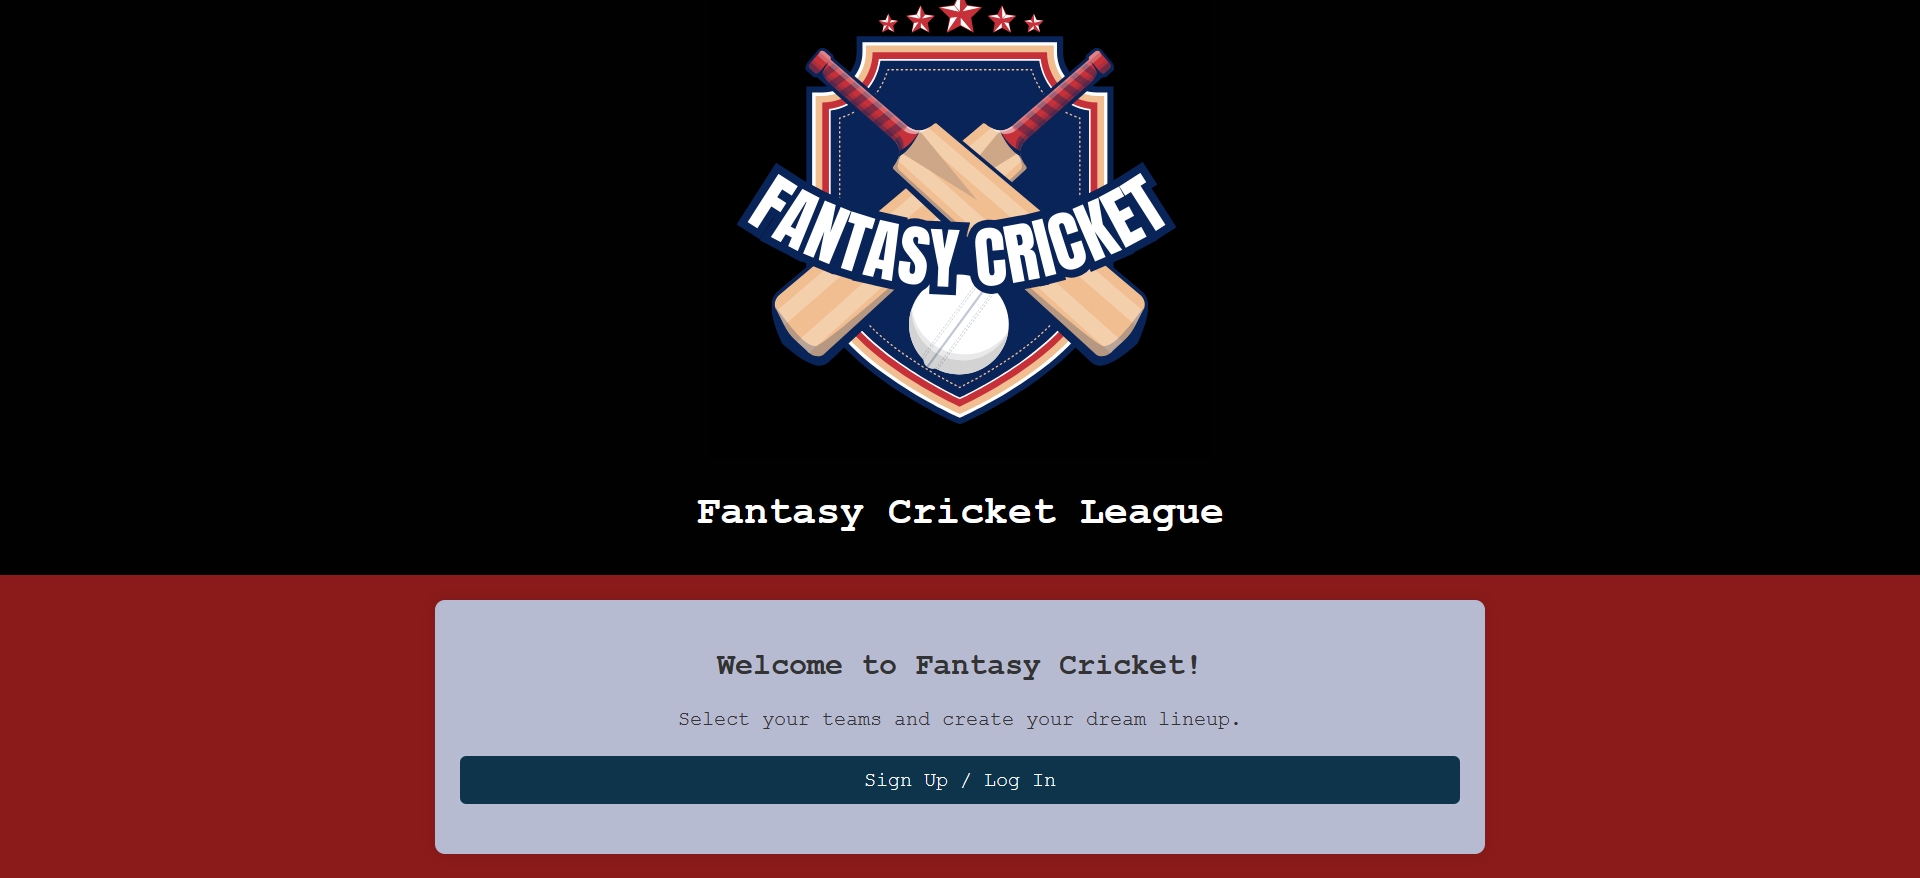 FANTASY CRICKET
Fantasy Cricket League
Welcome to Fantasy Cricket!
Select your teams and create your dream lineup.
Sign Up / Log In